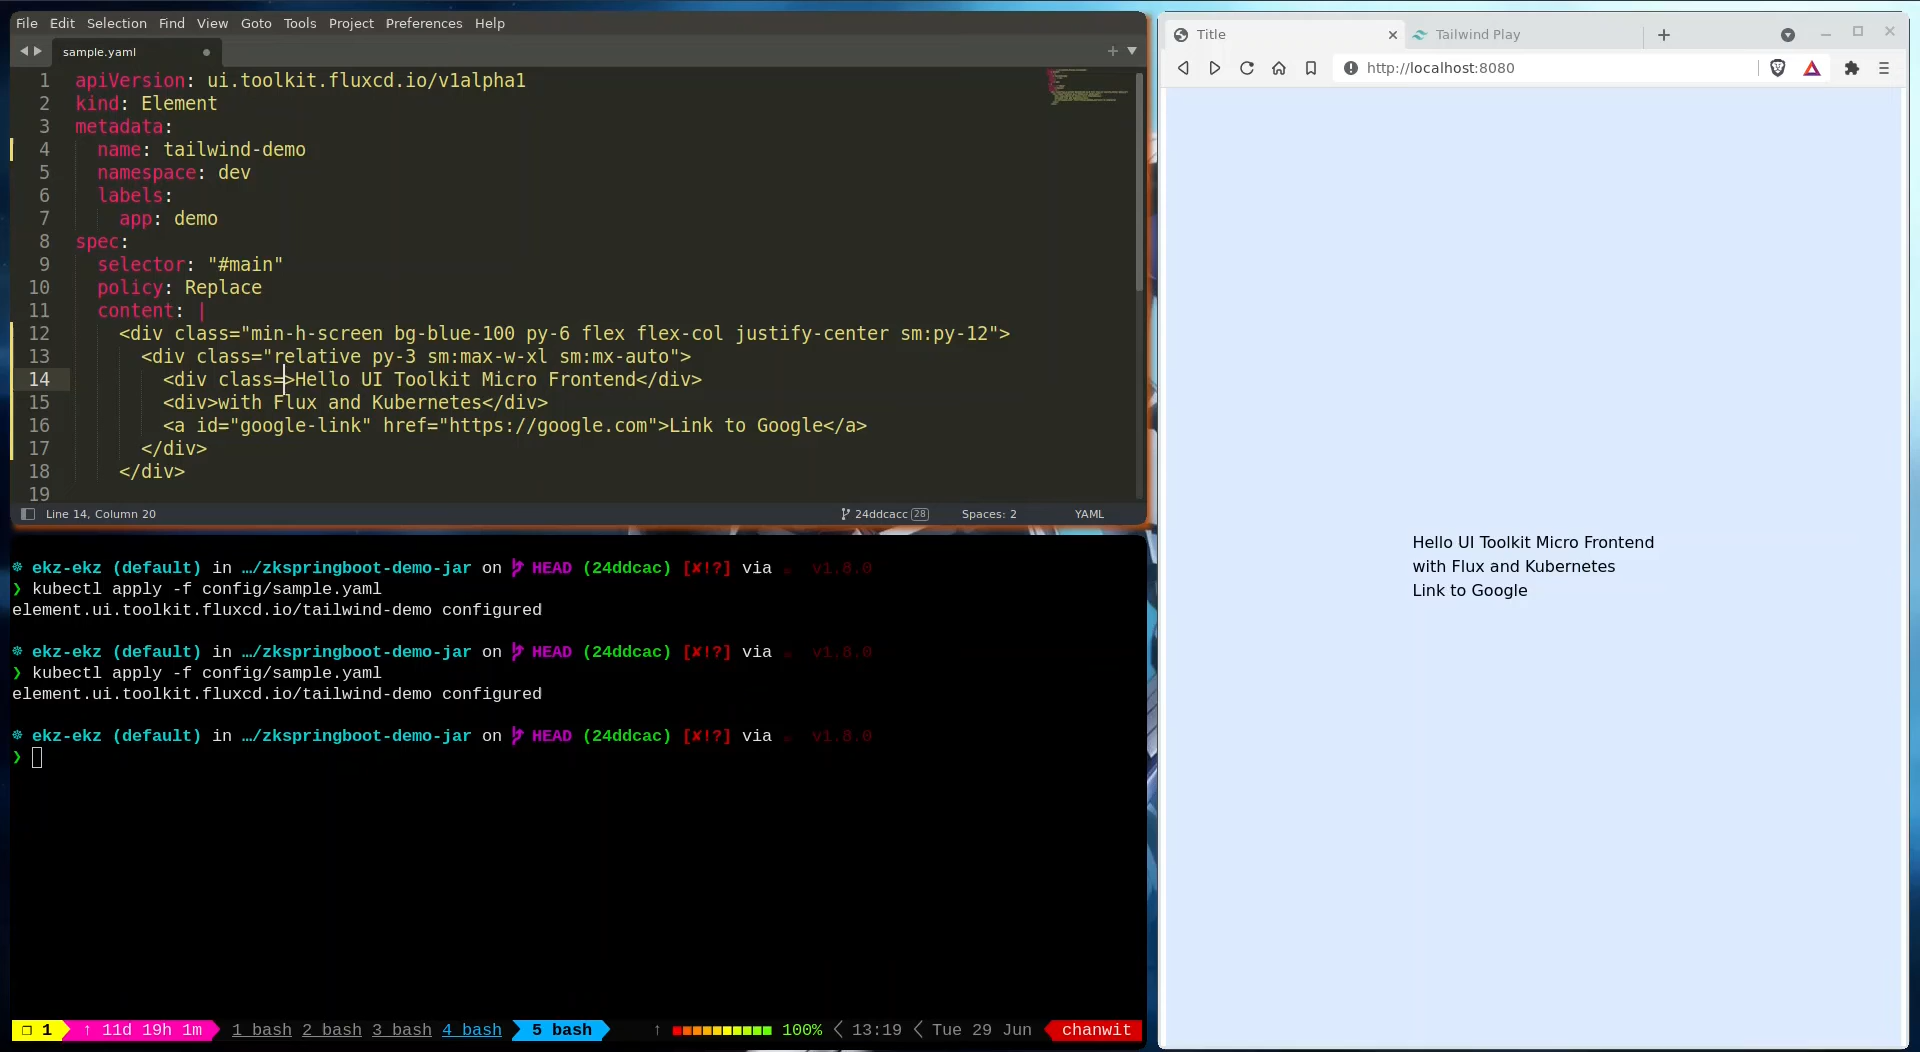 File Edit Selection Find View Goto Tools Project Preferences Help
sample.yaml
1 apiVersion: ui.toolkit.fluxcd.io/v1alpha1
2 kind: Element
3 metadata:
4 name: tailwind-demo
5 namespace: dev
6 labels:
7 app: demo
8 spec:
9 selector: "#main"
10 policy: Replace
11 content: |
12 <div class="min-h-screen bg-blue-100 py-6 flex flex-col justify-center sm:py-12">
13 <div class="relative py-3 sm:max-w-xl sm:mx-auto">
14 <div class=>Hello UI Toolkit Micro Frontend</div>
15 <div>with Flux and Kubernetes</div>
16 <a id="google-link" href="https://google.com">Link to Google</a>
17 </div>
18 </div>
19
Line 14, Column 20 24ddcacc 28 Spaces: 2 YAML
ekz-ekz (default) in …/zkspringboot-demo-jar on HEAD (24ddcac) [✘!?] via v1.8.0
❯ kubectl apply -f config/sample.yaml
element.ui.toolkit.fluxcd.io/tailwind-demo configured
ekz-ekz (default) in …/zkspringboot-demo-jar on HEAD (24ddcac) [✘!?] via v1.8.0
❯ kubectl apply -f config/sample.yaml
element.ui.toolkit.fluxcd.io/tailwind-demo configured
ekz-ekz (default) in …/zkspringboot-demo-jar on HEAD (24ddcac) [✘!?] via v1.8.0
❯
❐ 1 ↑ 11d 19h 1m 1 bash 2 bash 3 bash 4 bash 5 bash ↑ 100% 13:19 Tue 29 Jun chanwit
Title Tailwind Play
http://localhost:8080
Hello UI Toolkit Micro Frontend
with Flux and Kubernetes
Link to Google